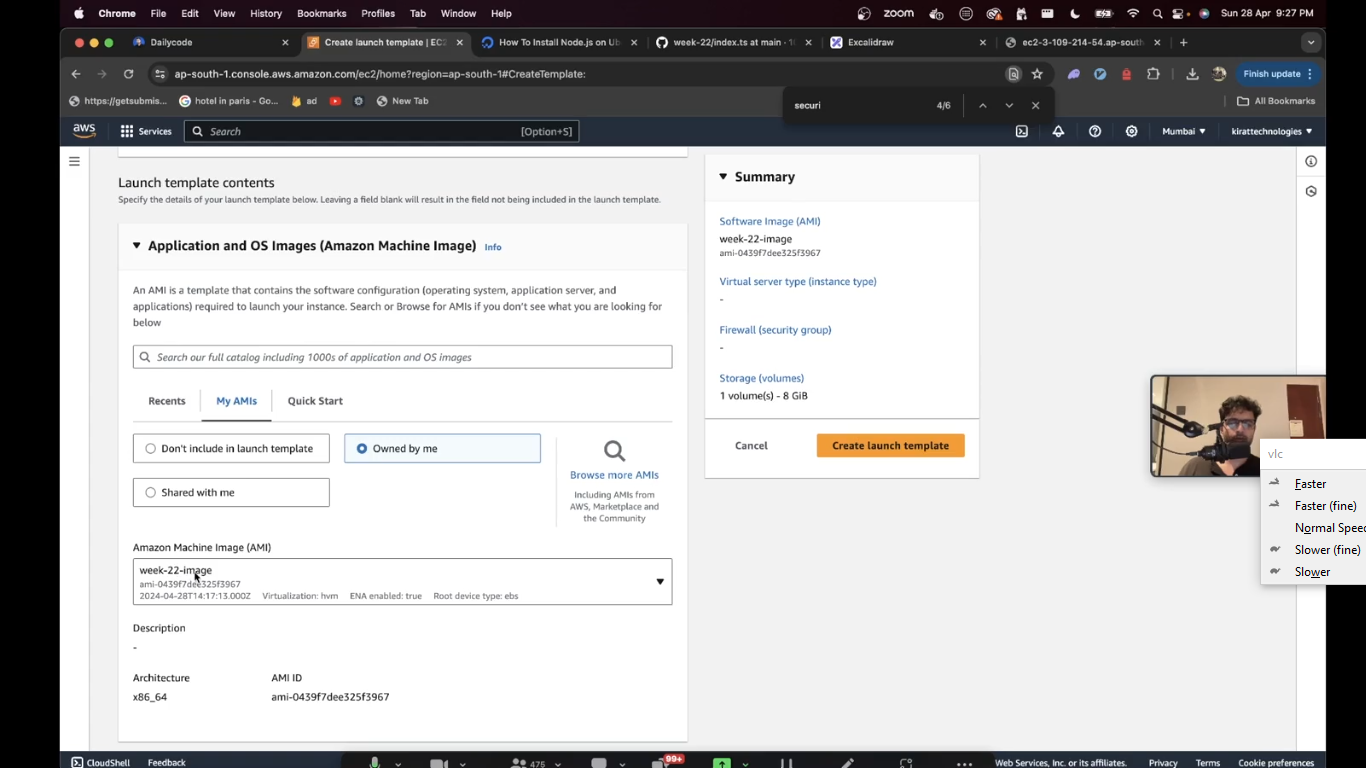 Chrome File Edit View History Bookmarks Profiles Tab Window Help zoom Sun 28 Apr 9:27 PM
Dailycode Create launch template | EC2 How To Install Node.js on Ub week-22/index.ts at main · 1 Excalidraw ec2-3-109-214-54.ap-south
ap-south-1.console.aws.amazon.com/ec2/home?region=ap-south-1#CreateTemplate: Finish update
https://getsubmis... hotel in paris - Go... ad New Tab All Bookmarks
securi 4/6
aws Services Search [Option+S] Mumbai ▼ kirattechnologies ▼
Launch template contents
Specify the details of your launch template below. Leaving a field blank will result in the field not being included in the launch template.
Application and OS Images (Amazon Machine Image) Info
An AMI is a template that contains the software configuration (operating system, application server, and
applications) required to launch your instance. Search or Browse for AMIs if you don't see what you are looking for
below
Search our full catalog including 1000s of application and OS images
Recents My AMIs Quick Start
Don't include in launch template
Owned by me
Shared with me
Browse more AMIs
Including AMIs from
AWS, Marketplace and
the Community
Amazon Machine Image (AMI)
week-22-image
ami-0439f7dee325f3967
2024-04-28T14:17:13.000Z Virtualization: hvm ENA enabled: true Root device type: ebs
Description
-
Architecture AMI ID
x86_64 ami-0439f7dee325f3967
Summary
Software Image (AMI)
week-22-image
ami-0439f7dee325f3967
Virtual server type (instance type)
-
Firewall (security group)
-
Storage (volumes)
1 volume(s) - 8 GiB
Cancel Create launch template
vlc
Faster
Faster (fine)
Normal Speed
Slower (fine)
Slower
CloudShell Feedback 475 99+ Web Services, Inc. or its affiliates. Privacy Terms Cookie preferences